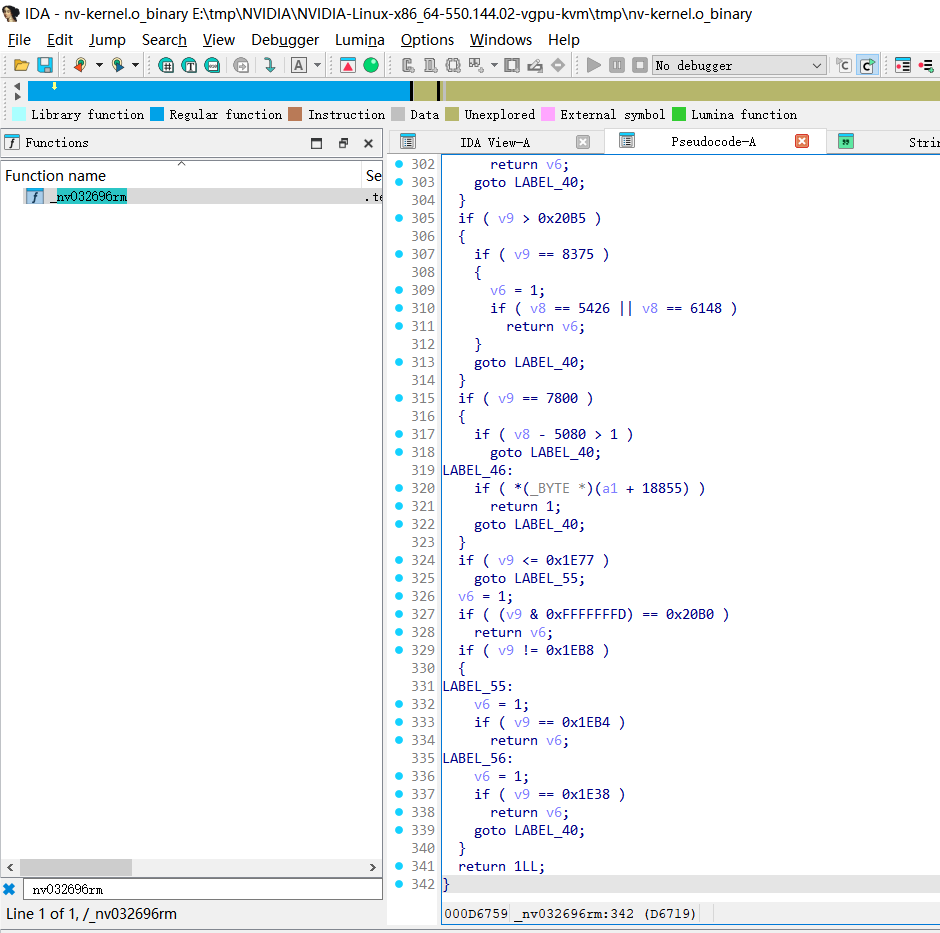 IDA - nv-kernel.o_binary E:\tmp\NVIDIA\NVIDIA-Linux-x86_64-550.144.02-vgpu-kvm\tmp\nv-kernel.o_binary
File Edit Jump Search View Debugger Lumina Options Windows Help
No debugger
Library function Regular function Instruction Data Unexplored External symbol Lumina function
Functions
IDA View-A Pseudocode-A Strin
Function name Se
_nv032696rm .te
302 return v6;
303 goto LABEL_40;
304 }
305 if ( v9 > 0x20B5 )
306 {
307 if ( v9 == 8375 )
308 {
309 v6 = 1;
310 if ( v8 == 5426 || v8 == 6148 )
311 return v6;
312 }
313 goto LABEL_40;
314 }
315 if ( v9 == 7800 )
316 {
317 if ( v8 - 5080 > 1 )
318 goto LABEL_40;
319 LABEL_46:
320 if ( *(_BYTE *)(a1 + 18855) )
321 return 1;
322 goto LABEL_40;
323 }
324 if ( v9 <= 0x1E77 )
325 goto LABEL_55;
326 v6 = 1;
327 if ( (v9 & 0xFFFFFFFD) == 0x20B0 )
328 return v6;
329 if ( v9 != 0x1EB8 )
330 {
331 LABEL_55:
332 v6 = 1;
333 if ( v9 == 0x1EB4 )
334 return v6;
335 LABEL_56:
336 v6 = 1;
337 if ( v9 == 0x1E38 )
338 return v6;
339 goto LABEL_40;
340 }
341 return 1LL;
342 }
nv032696rm
Line 1 of 1, /_nv032696rm
000D6759 _nv032696rm:342 (D6719)